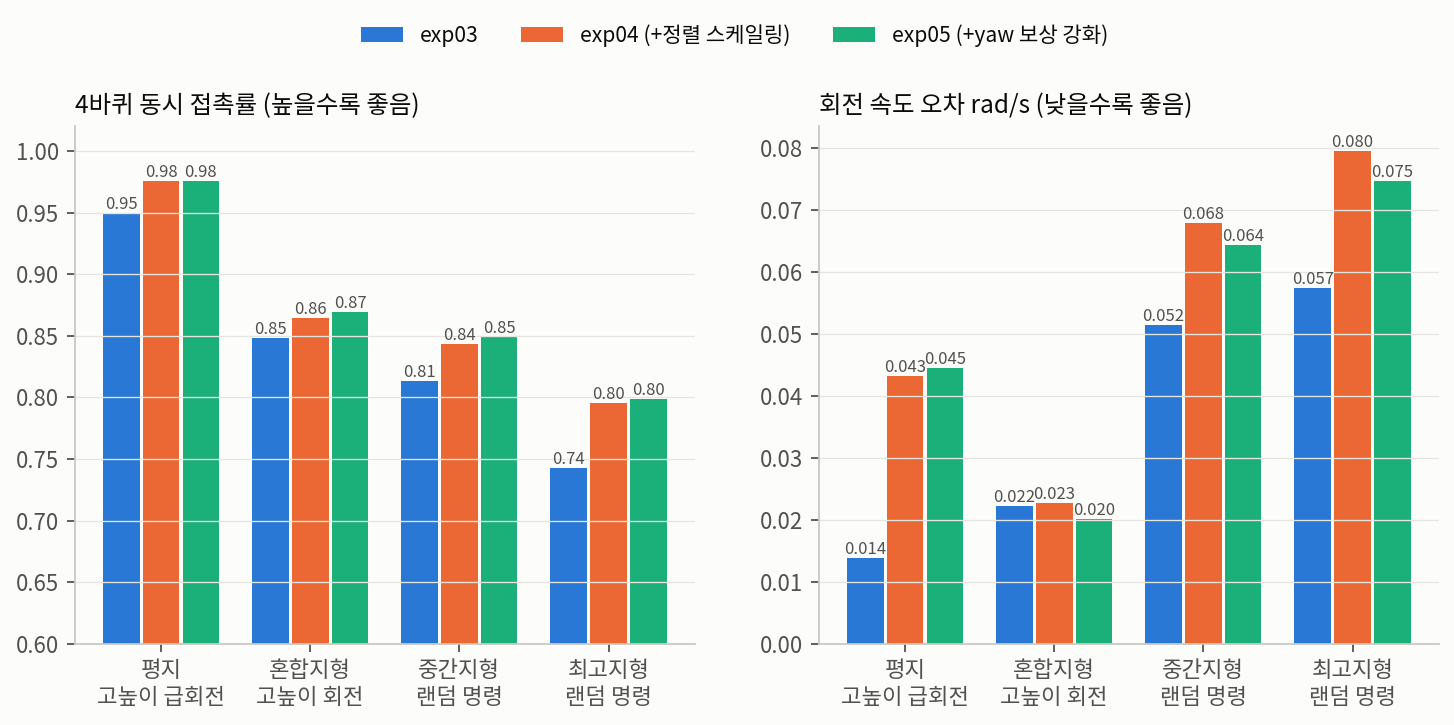 exp03
exp04 (+정렬 스케일링)
exp05 (+yaw 보상 강화)
4바퀴 동시 접촉률 (높을수록 좋음)
1.00
0.95
0.90
0.85
0.80
0.75
0.70
0.65
0.60
0.95
0.98
0.98
0.85
0.86
0.87
0.81
0.84
0.85
0.74
0.80
0.80
평지
고높이 급회전
혼합지형
고높이 회전
중간지형
랜덤 명령
최고지형
랜덤 명령
회전 속도 오차 rad/s (낮을수록 좋음)
0.08
0.07
0.06
0.05
0.04
0.03
0.02
0.01
0.00
0.014
0.043
0.045
0.022
0.023
0.020
0.052
0.068
0.064
0.057
0.080
0.075
평지
고높이 급회전
혼합지형
고높이 회전
중간지형
랜덤 명령
최고지형
랜덤 명령